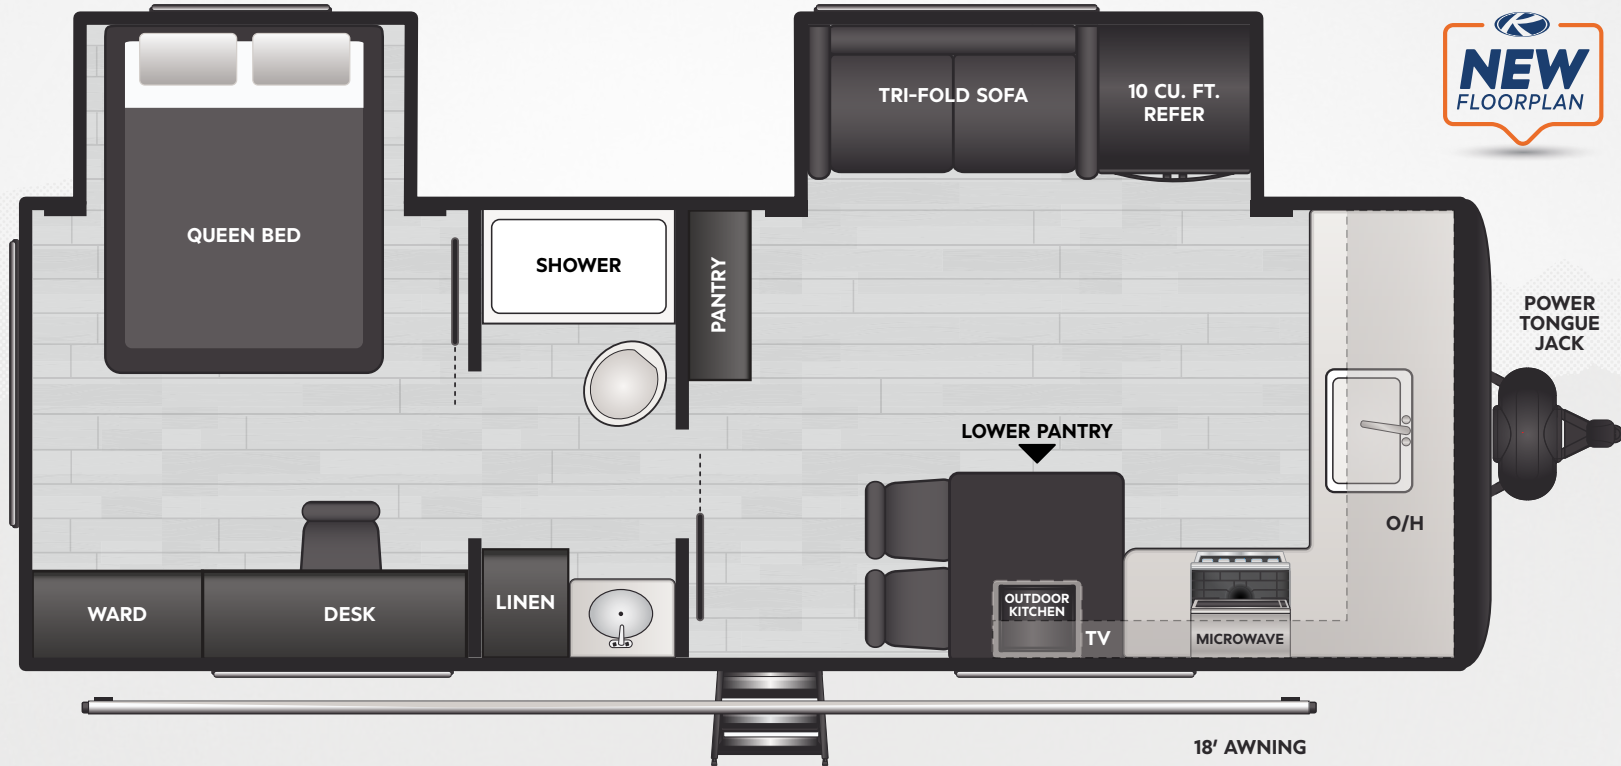 K
NEW
FLOORPLAN
TRI-FOLD SOFA
10 CU. FT.
REFER
QUEEN BED
SHOWER
PANTRY
POWER
TONGUE
JACK
LOWER PANTRY
O/H
WARD
DESK
LINEN
OUTDOOR
KITCHEN
TV
MICROWAVE
18' AWNING